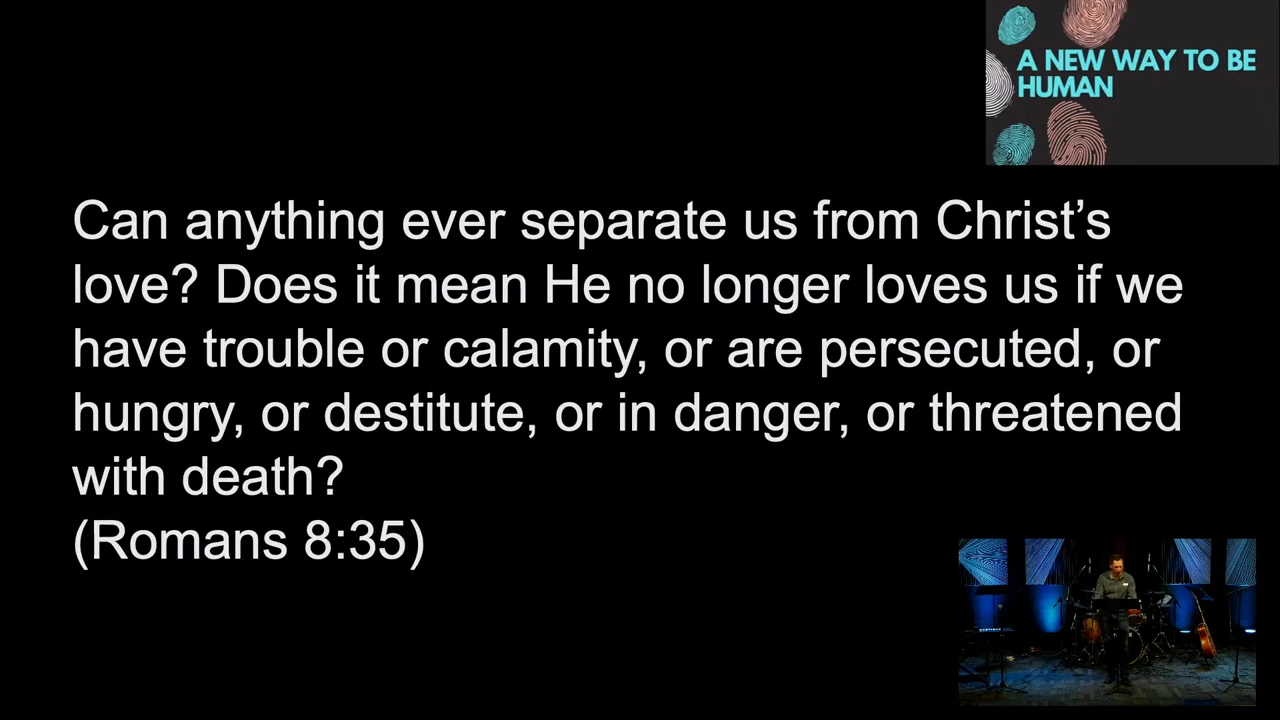 A NEW WAY TO BE
HUMAN
Can anything ever separate us from Christ’s
love? Does it mean He no longer loves us if we
have trouble or calamity, or are persecuted, or
hungry, or destitute, or in danger, or threatened
with death?
(Romans 8:35)